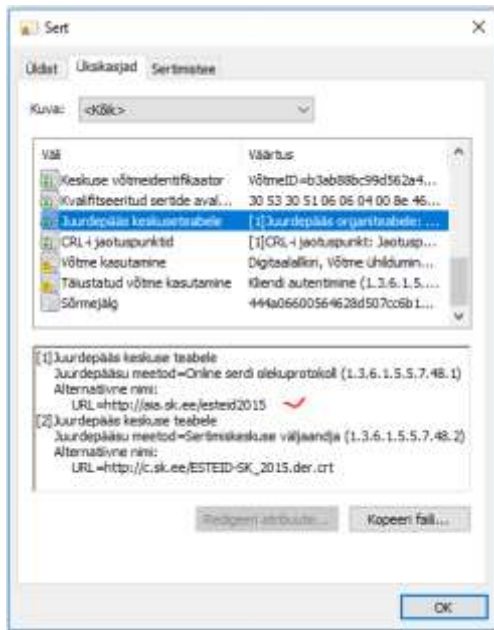 Sert
Üldist Üksikasjad Sertimistee
Kuva: <Kõik>
Väli Väärtus
Keskuse võtmeidentifikaator VõtmeID=b3ab88bc99d562a4...
Kvalifitseeritud sertide aval... 30 53 30 51 06 06 04 00 8e 46...
Juurdepääs keskuseteabele [1]Juurdepääs organiteabele: ...
CRL-i jaotuspunktid [1]CRL-i jaotuspunkt: Jaotusp...
Võtme kasutamine Digitaalallkiri, Võtme ühildumin...
Täiustatud võtme kasutamine Kliendi autentimine (1.3.6.1.5....
Sõrmejälg 444a06600564628d507cc6b1...
[1]Juurdepääs keskuse teabele
Juurdepääsu meetod=Online serdi olekuprotokoll (1.3.6.1.5.5.7.48.1)
Alternatiivne nimi:
URL=http://aia.sk.ee/esteid2015
[2]Juurdepääs keskuse teabele
Juurdepääsu meetod=Sertimiskeskuse väljaandja (1.3.6.1.5.5.7.48.2)
Alternatiivne nimi:
URL=http://c.sk.ee/ESTEID-SK_2015.der.crt
Redigeeri atribuute... Kopeeri faili...
OK